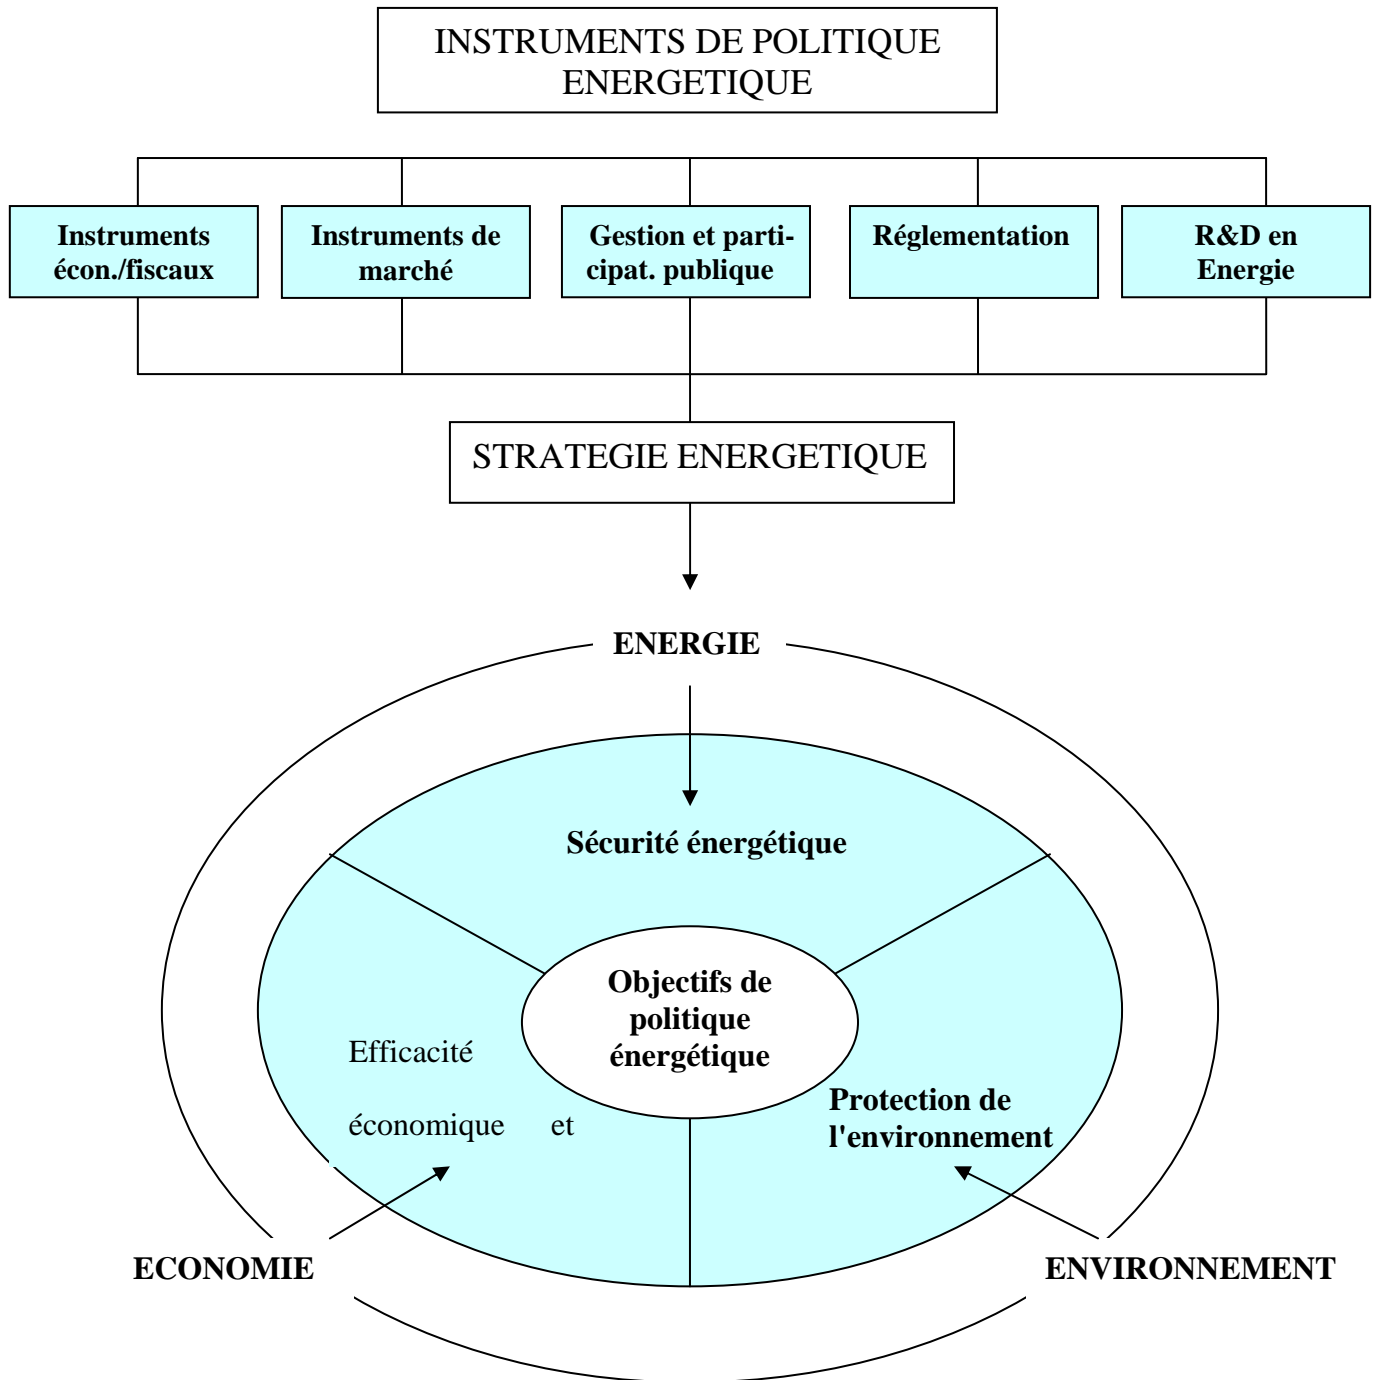 INSTRUMENTS DE POLITIQUE
ENERGETIQUE
Instruments
écon./fiscaux
Instruments de
marché
Gestion et parti-
cipat. publique
Réglementation
R&D en
Energie
STRATEGIE ENERGETIQUE
ENERGIE
Sécurité énergétique
Objectifs de
politique
énergétique
Efficacité
économique et
Protection de
l'environnement
ECONOMIE
ENVIRONNEMENT